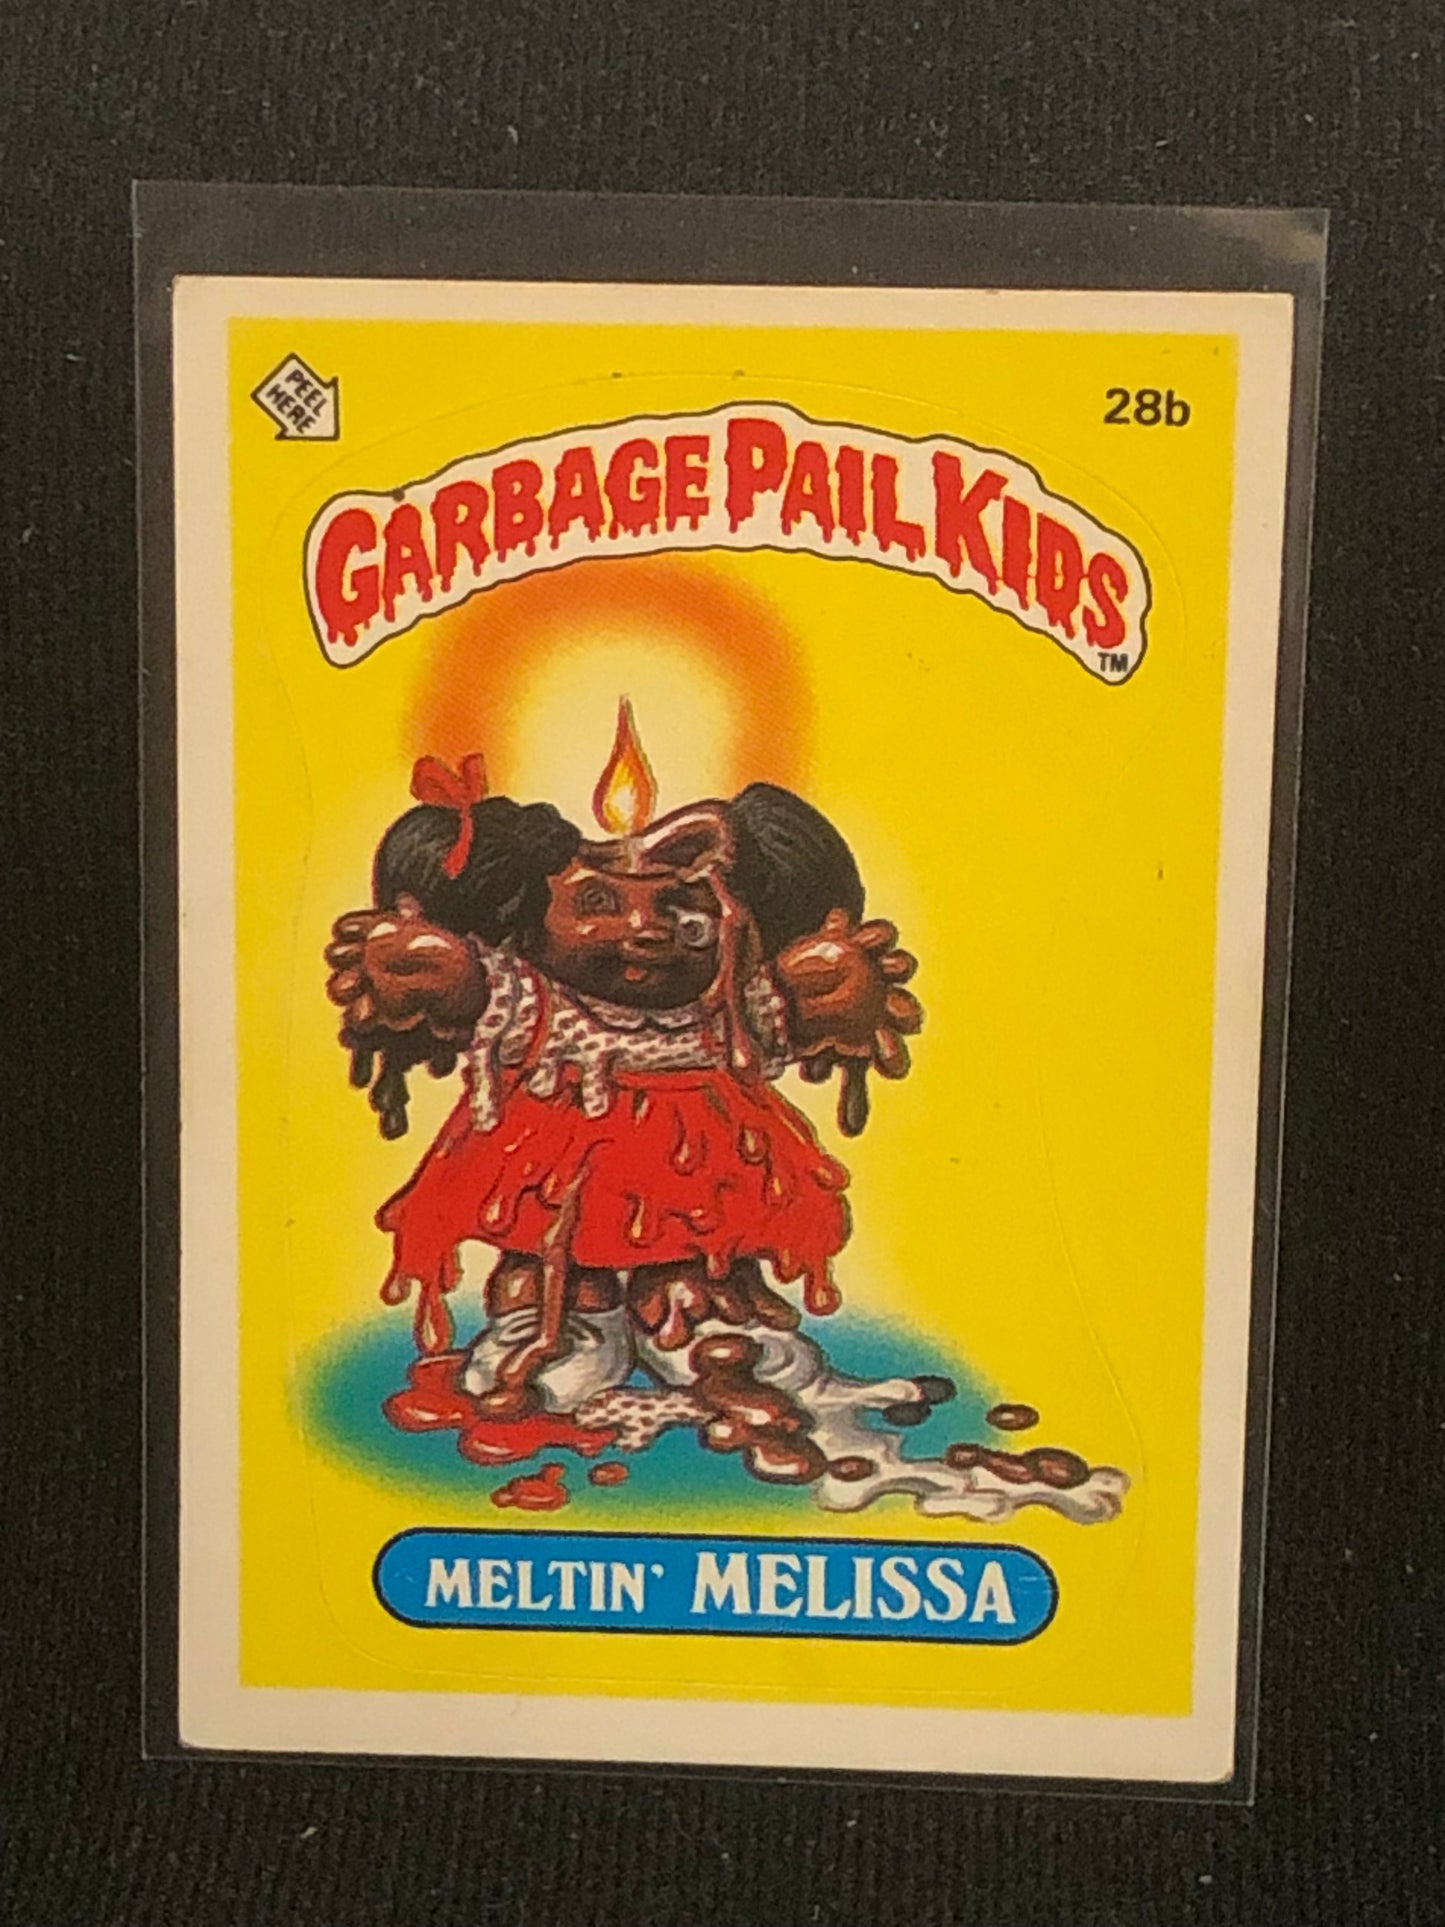 PEEL
HERE
28b
GARBAGE PAIL KIDS
TM
MELTIN' MELISSA